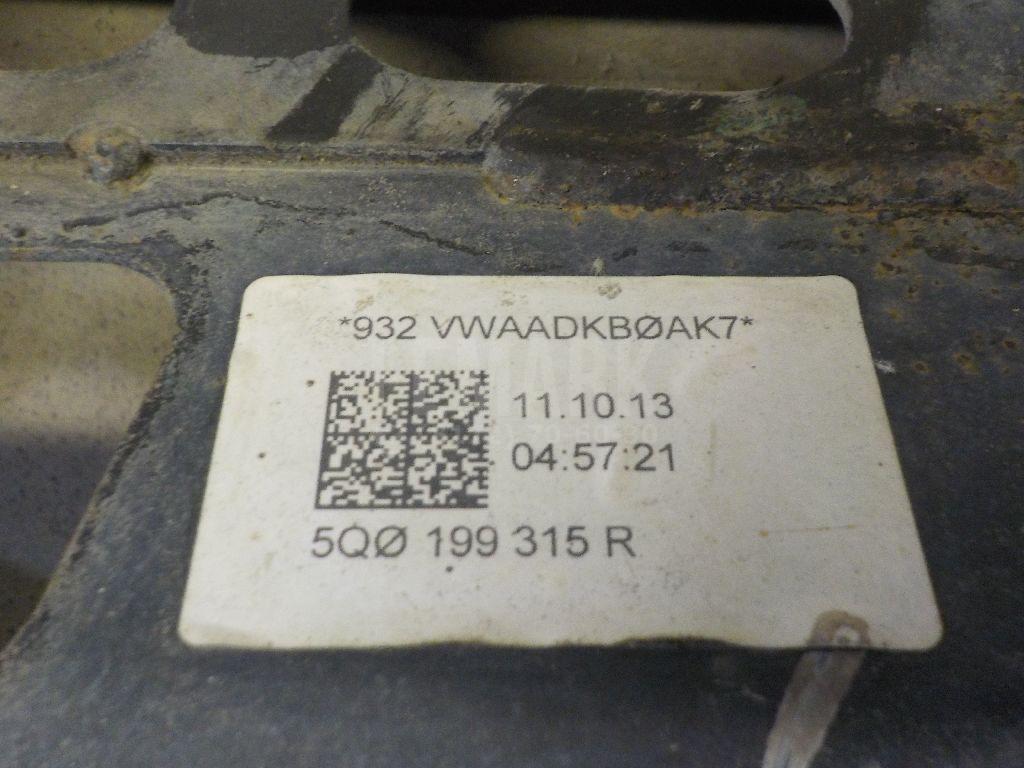 *932 VWAADKBØAK7*
11.10.13
04:57:21
5QØ 199 315 R